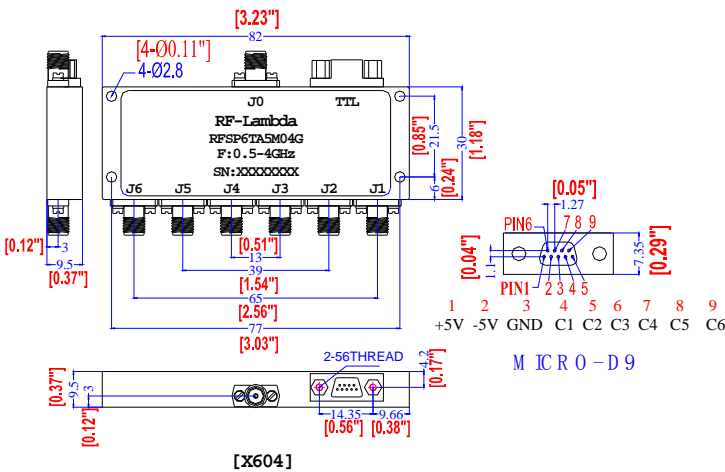 [3.23"]
82
[4-Ø0.11"]
4-Ø2.8
J0 TTL
RF-Lambda
RFSP6TA5M04G
F:0.5-4GHz
SN:XXXXXXXX
J6 J5 J4 J3 J2 J1
21.5
[0.85"]
30
[1.18"]
6
[0.24"]
[0.12"]
3
9.5
[0.37"]
[0.51"]
13
39
[1.54"]
65
[2.56"]
77
[3.03"]
[0.05"]
1.27
PIN6 7 8 9
[0.04"]
1.1
PIN1 2 3 4 5
7.35
[0.29"]
1 2 3 4 5 6 7 8 9
+5V -5V GND C1 C2 C3 C4 C5 C6
MICRO-D9
2-56THREAD
[0.37"]
9.5
3
[0.12"]
4.2
[0.17"]
14.35 9.66
[0.56"] [0.38"]
[X604]